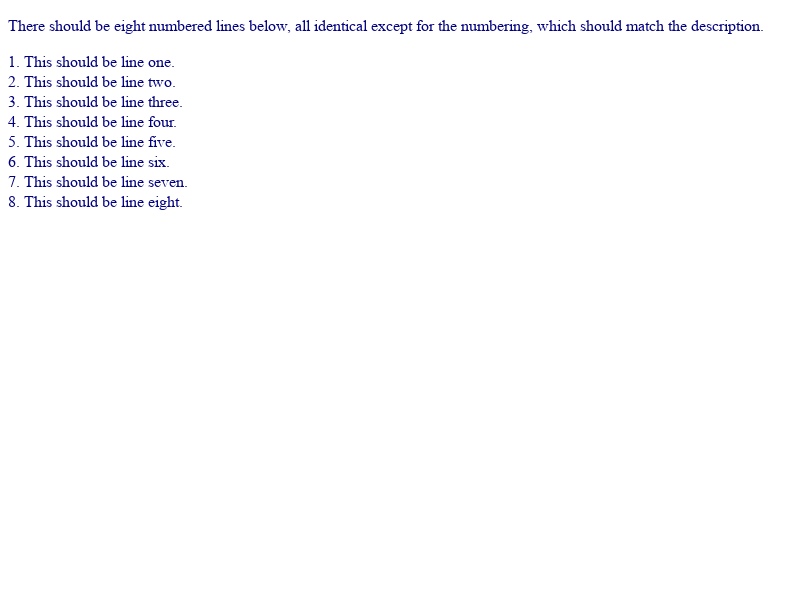 There should be eight numbered lines below, all identical except for the numbering, which should match the description.
1. This should be line one.
2. This should be line two.
3. This should be line three.
4. This should be line four.
5. This should be line five.
6. This should be line six.
7. This should be line seven.
8. This should be line eight.